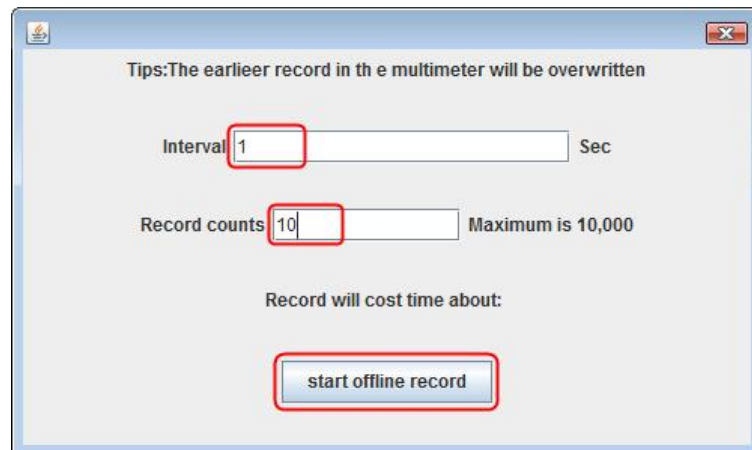 Tips:The earlieer record in th e multimeter will be overwritten
Interval 1 Sec
Record counts 10 Maximum is 10,000
Record will cost time about:
start offline record